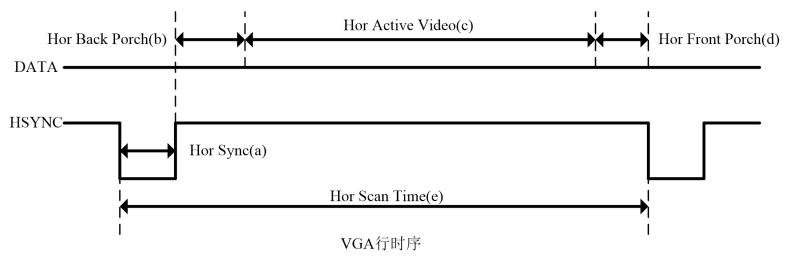 Hor Active Video(c)
Hor Back Porch(b)
Hor Front Porch(d)
DATA
HSYNC
Hor Sync(a)
Hor Scan Time(e)
VGA行时序